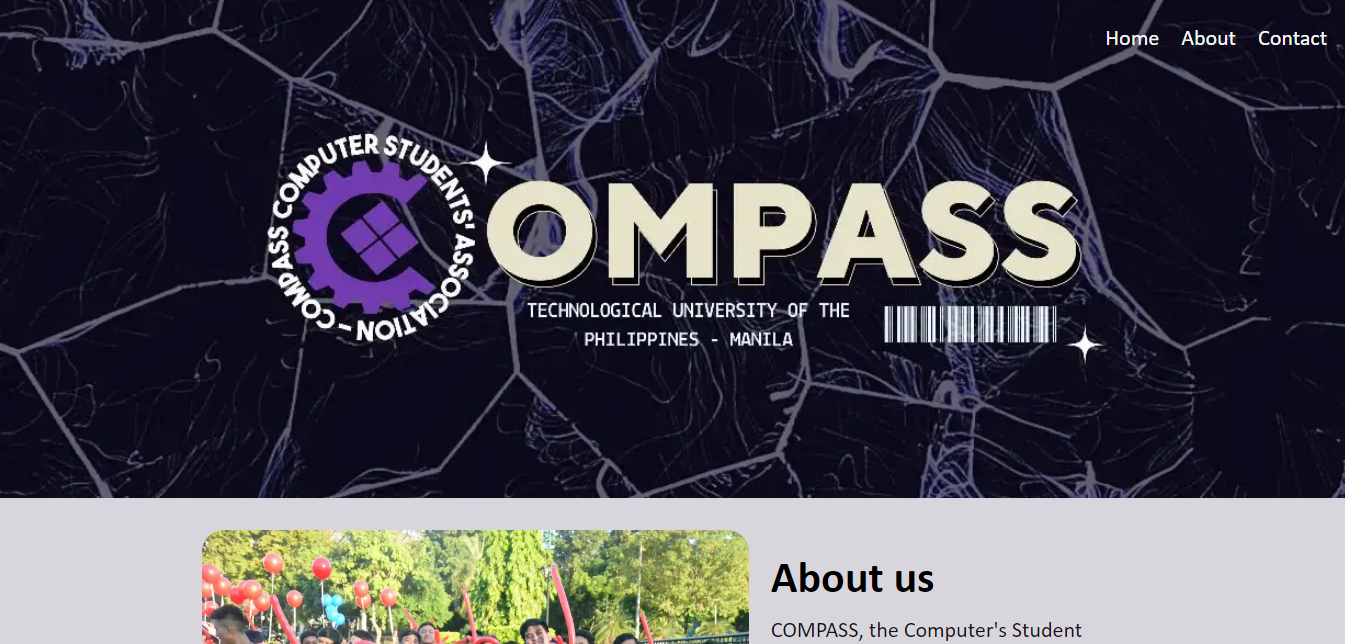 Home About Contact
COMPASS COMPUTER STUDENTS' ASSOCIATION -
OMPASS
TECHNOLOGICAL UNIVERSITY OF THE
PHILIPPINES - MANILA
About us
COMPASS, the Computer's Student